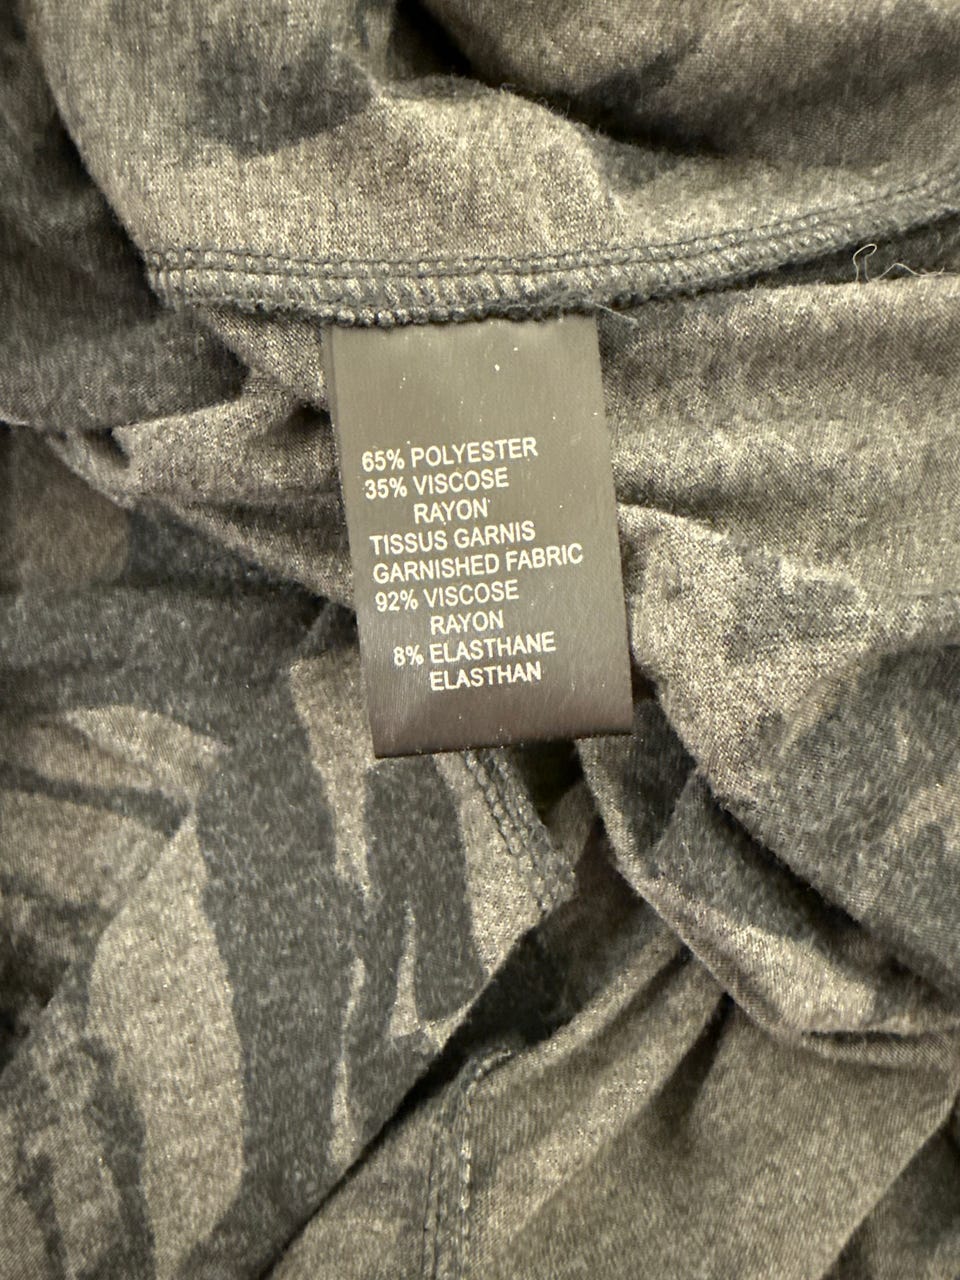 65% POLYESTER
35% VISCOSE
RAYON
TISSUS GARNIS
GARNISHED FABRIC
92% VISCOSE
RAYON
8% ELASTHANE
ELASTHAN